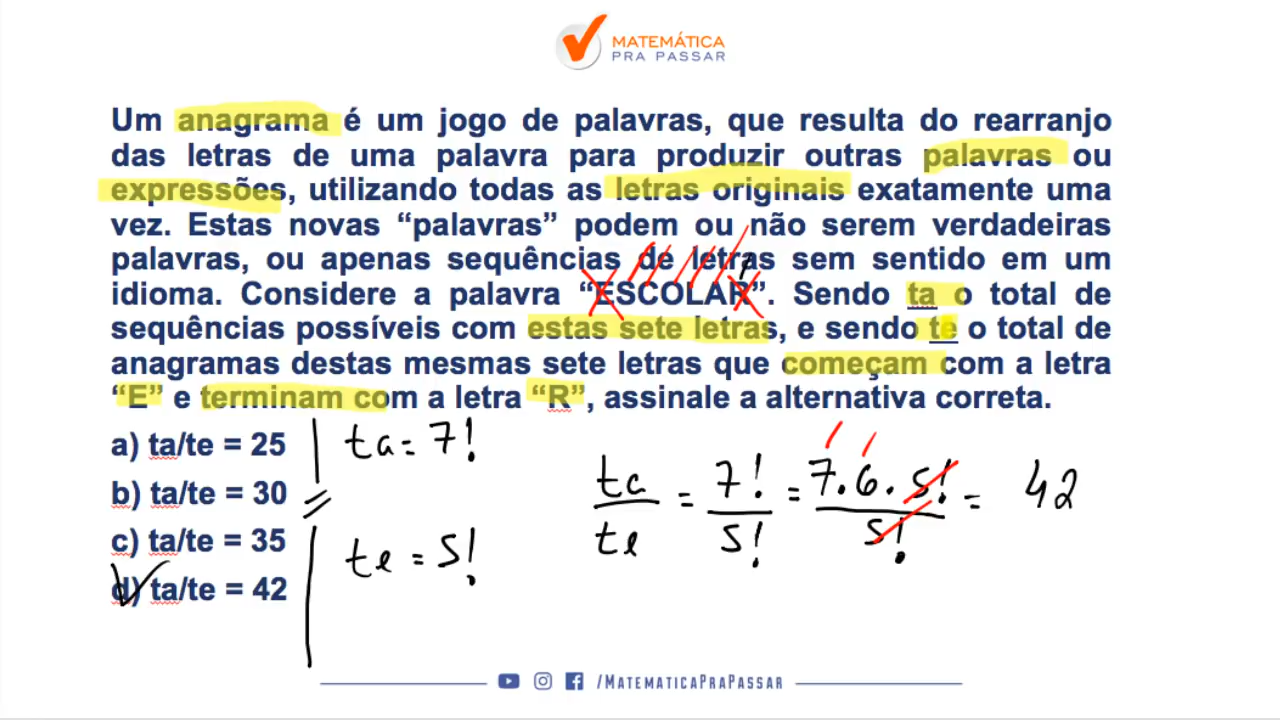 MATEMÁTICA
PRA PASSAR
Um anagrama é um jogo de palavras, que resulta do rearranjo
das letras de uma palavra para produzir outras palavras ou
expressões, utilizando todas as letras originais exatamente uma
vez. Estas novas “palavras” podem ou não serem verdadeiras
palavras, ou apenas sequências de letras sem sentido em um
idioma. Considere a palavra “ESCOLAR”. Sendo ta o total de
sequências possíveis com estas sete letras, e sendo te o total de
anagramas destas mesmas sete letras que começam com a letra
“E” e terminam com a letra “R”, assinale a alternativa correta.
a) ta/te = 25
b) ta/te = 30
c) ta/te = 35
d) ta/te = 42
ta = 7!
te = 5!
ta/te = 7!/5! = 7.6.5!/5! = 42
/MatematicaPraPassar